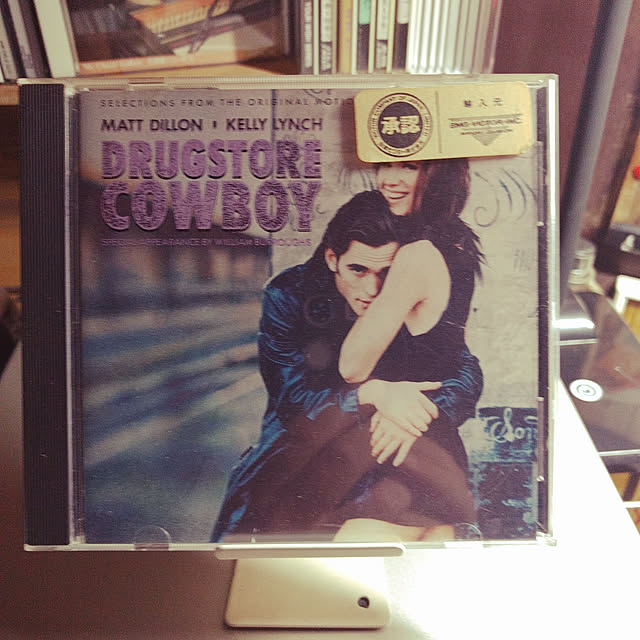 SELECTIONS FROM THE ORIGINAL MOTIO
MATT DILLON • KELLY LYNCH
DRUGSTORE
COWBOY
SPECIAL APPEARANCE BY WILLIAM BURROUGHS
承認
輸入元
BMG VICTOR INC.